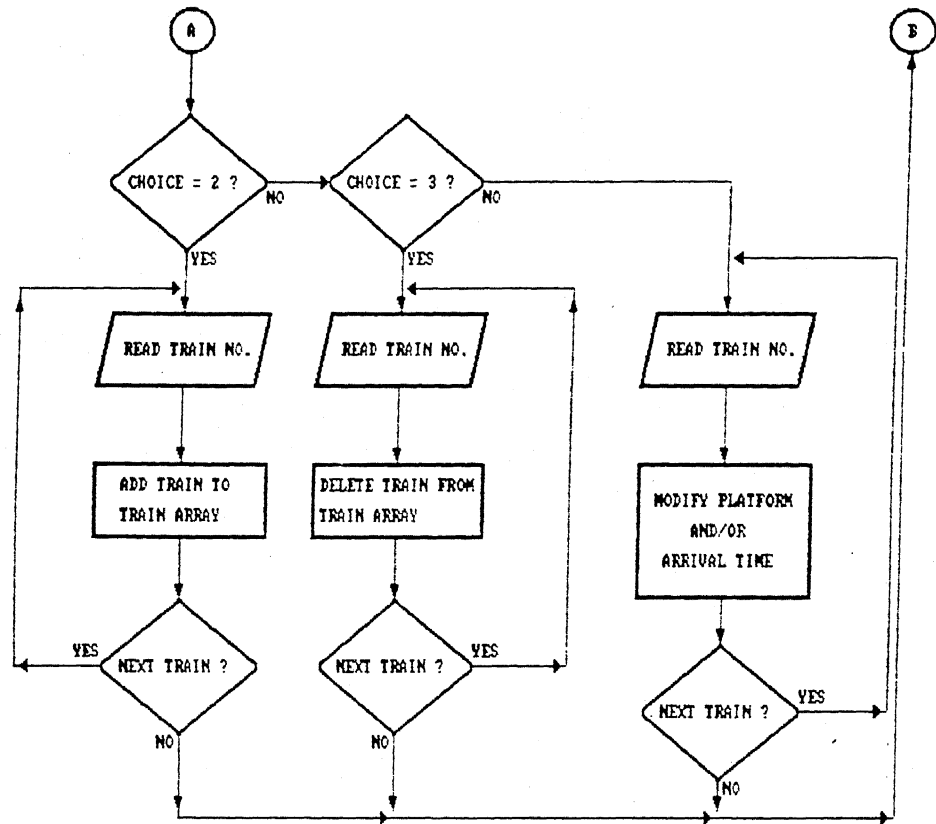 A
B
CHOICE = 2 ?
NO
CHOICE = 3 ?
NO
YES
YES
READ TRAIN NO.
READ TRAIN NO.
READ TRAIN NO.
ADD TRAIN TO
TRAIN ARRAY
DELETE TRAIN FROM
TRAIN ARRAY
MODIFY PLATFORM
AND/OR
ARRIVAL TIME
YES
NEXT TRAIN ?
NO
NEXT TRAIN ?
YES
NO
NEXT TRAIN ?
YES
NO